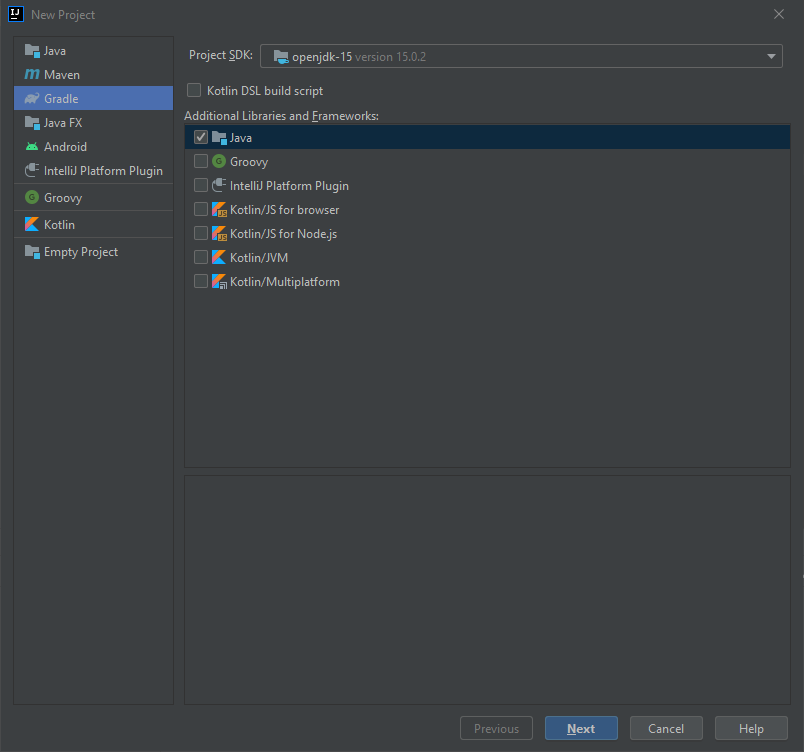 New Project
Java
Maven
Gradle
Java FX
Android
IntelliJ Platform Plugin
Groovy
Kotlin
Empty Project
Project SDK: openjdk-15 version 15.0.2
Kotlin DSL build script
Additional Libraries and Frameworks:
Java
Groovy
IntelliJ Platform Plugin
Kotlin/JS for browser
Kotlin/JS for Node.js
Kotlin/JVM
Kotlin/Multiplatform
Previous Next Cancel Help